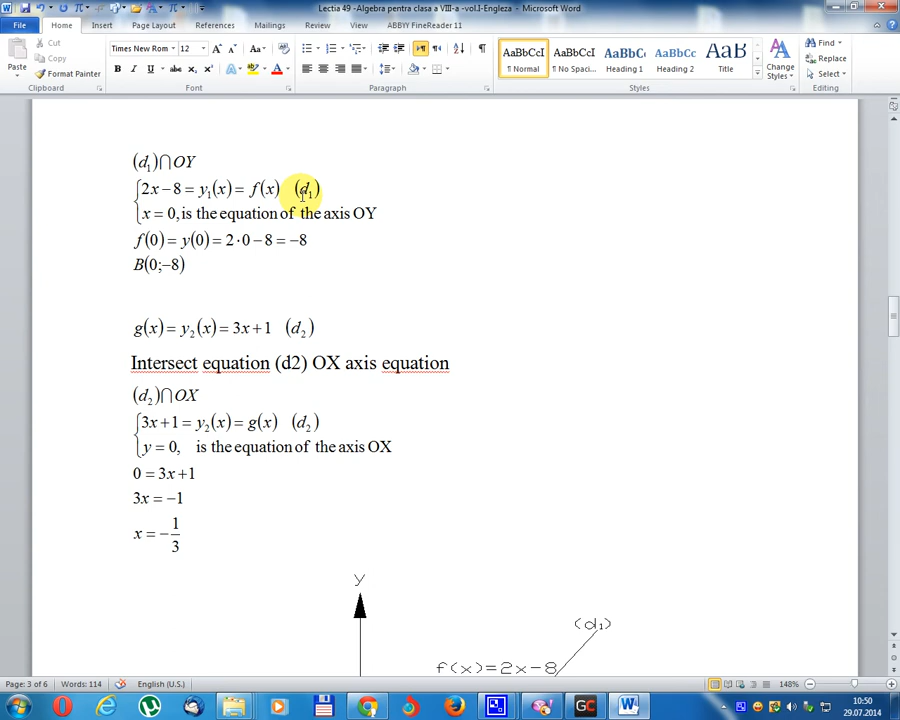 Lectia 49 -Algebra pentra clasa a VIII-a -vol.I-Engleza - Microsoft Word
File Home Insert Page Layout References Mailings Review View ABBYY FineReader 11
Cut
Copy
Format Painter
Paste
Times New Rom 12
AaBbCcI AaBbCcI AaBbC AaBbCc AaB
¶ Normal ¶ No Spaci... Heading 1 Heading 2 Title
Change Styles
Find
Replace
Select
Clipboard Font Paragraph Styles Editing
(d₁)⋂OY
2x−8 = y₁(x) = f(x) (d₁)
x = 0, is the equation of the axis OY
f(0) = y(0) = 2·0−8 = −8
B(0;−8)
g(x) = y₂(x) = 3x+1 (d₂)
Intersect equation (d2) OX axis equation
(d₂)⋂OX
3x+1 = y₂(x) = g(x) (d₂)
y = 0, is the equation of the axis OX
0 = 3x+1
3x = −1
x = −1/3
y
(d₁)
f(x)=2x−8
Page: 3 of 6 Words: 114 English (U.S.) 148%
Start 10:50
29.07.2014